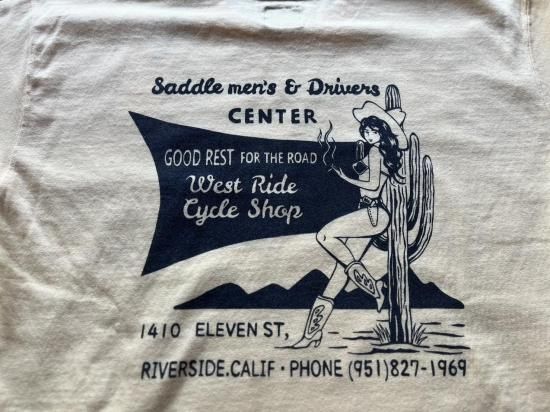 Saddle men's & Drivers
CENTER
GOOD REST FOR THE ROAD
West Ride
Cycle Shop
1410 ELEVEN ST,
RIVERSIDE.CALIF · PHONE (951)827-1969